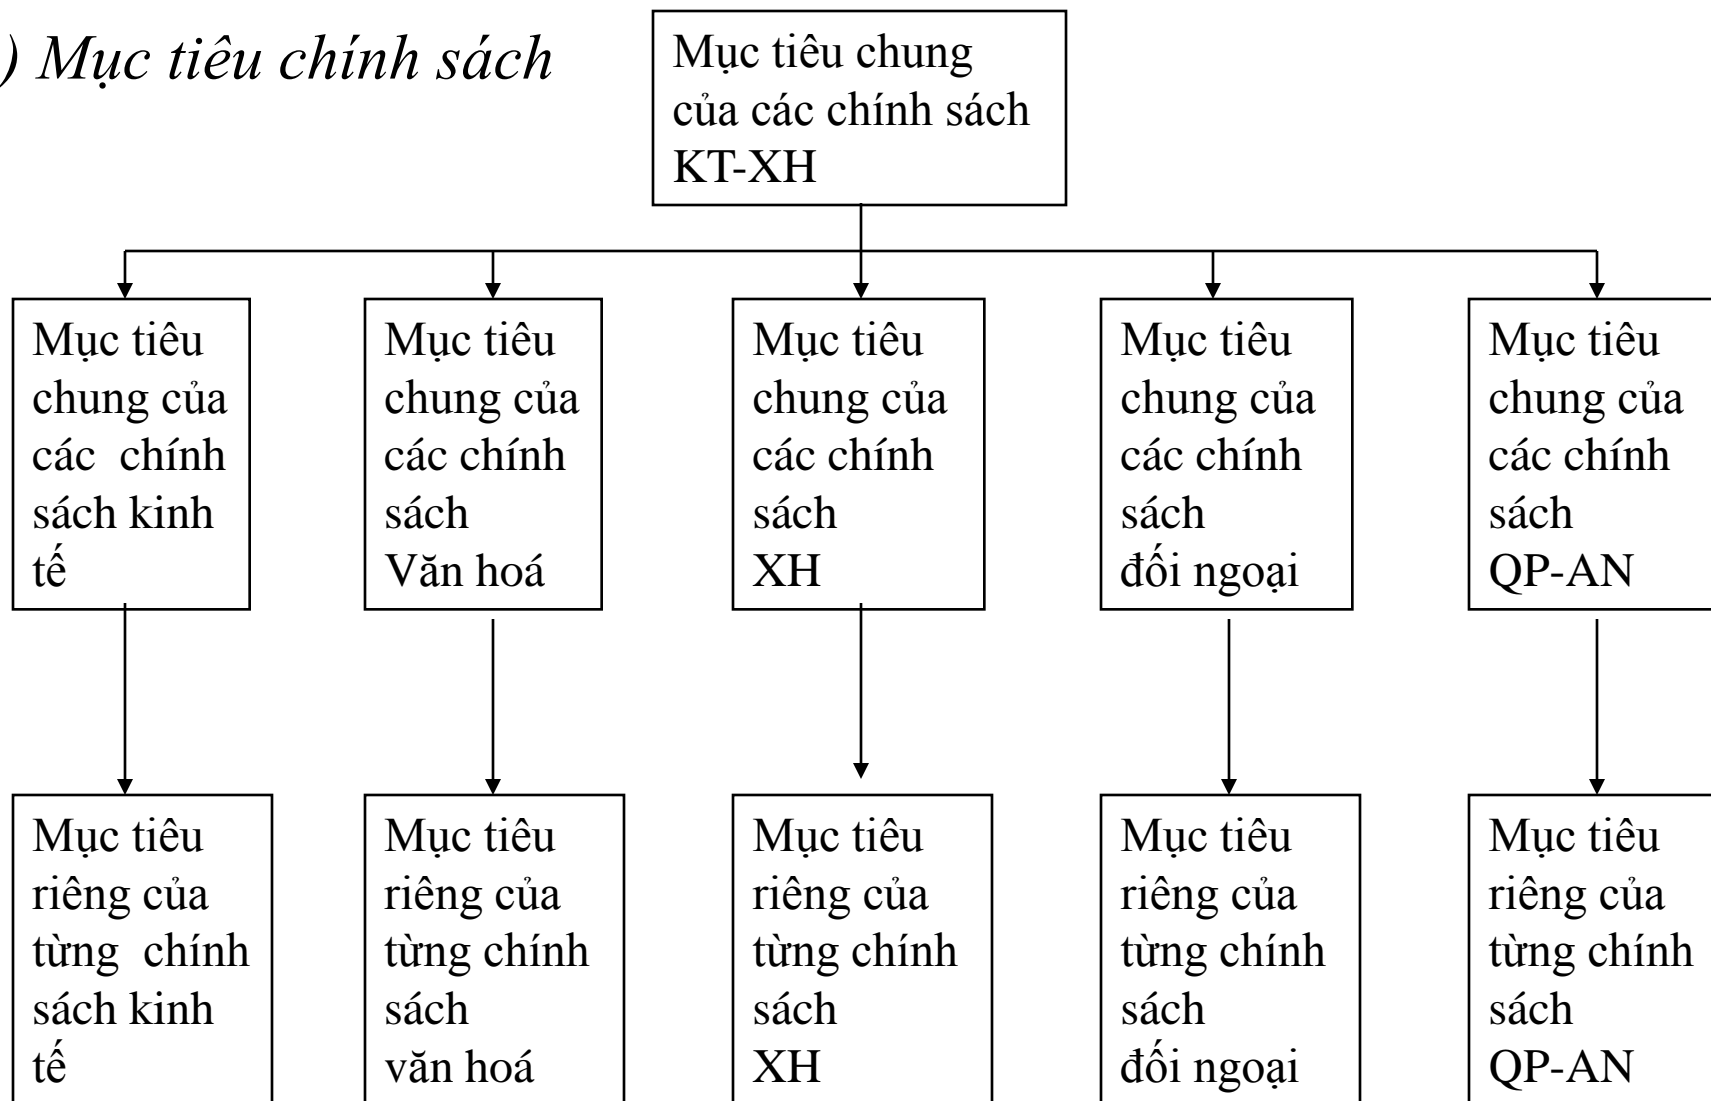 ) Mục tiêu chính sách
Mục tiêu chung
của các chính sách
KT-XH
Mục tiêu
chung của
các chính
sách kinh
tế
Mục tiêu
chung của
các chính
sách
Văn hoá
Mục tiêu
chung của
các chính
sách
XH
Mục tiêu
chung của
các chính
sách
đối ngoại
Mục tiêu
chung của
các chính
sách
QP-AN
Mục tiêu
riêng của
từng chính
sách kinh
tế
Mục tiêu
riêng của
từng chính
sách
văn hoá
Mục tiêu
riêng của
từng chính
sách
XH
Mục tiêu
riêng của
từng chính
sách
đối ngoại
Mục tiêu
riêng của
từng chính
sách
QP-AN